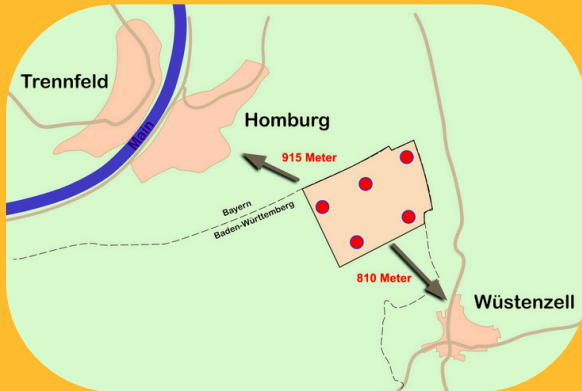 Trennfeld
Main
Homburg
915 Meter
Bayern
Baden-Württemberg
810 Meter
Wüstenzell